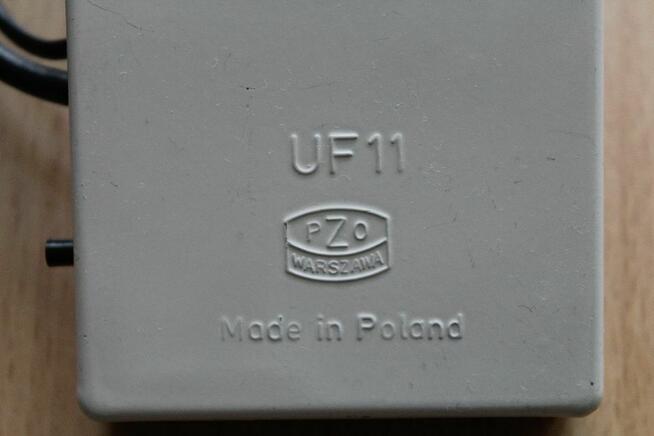 UF11
PZO
WARSZAWA
Made in Poland